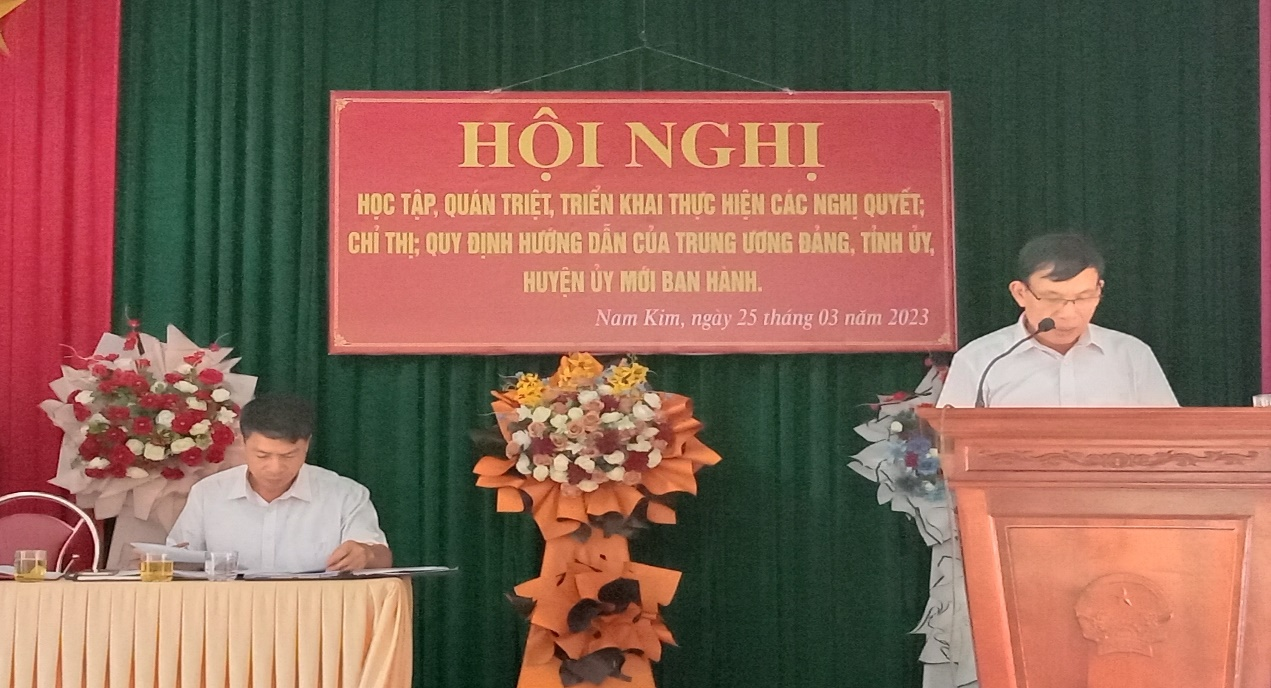 HỘI NGHỊ
HỌC TẬP, QUÁN TRIỆT, TRIỂN KHAI THỰC HIỆN CÁC NGHỊ QUYẾT;
CHỈ THỊ; QUY ĐỊNH HƯỚNG DẪN CỦA TRUNG ƯƠNG ĐẢNG, TỈNH ỦY,
HUYỆN ỦY MỚI BAN HÀNH.
Nam Kim, ngày 25 tháng 03 năm 2023